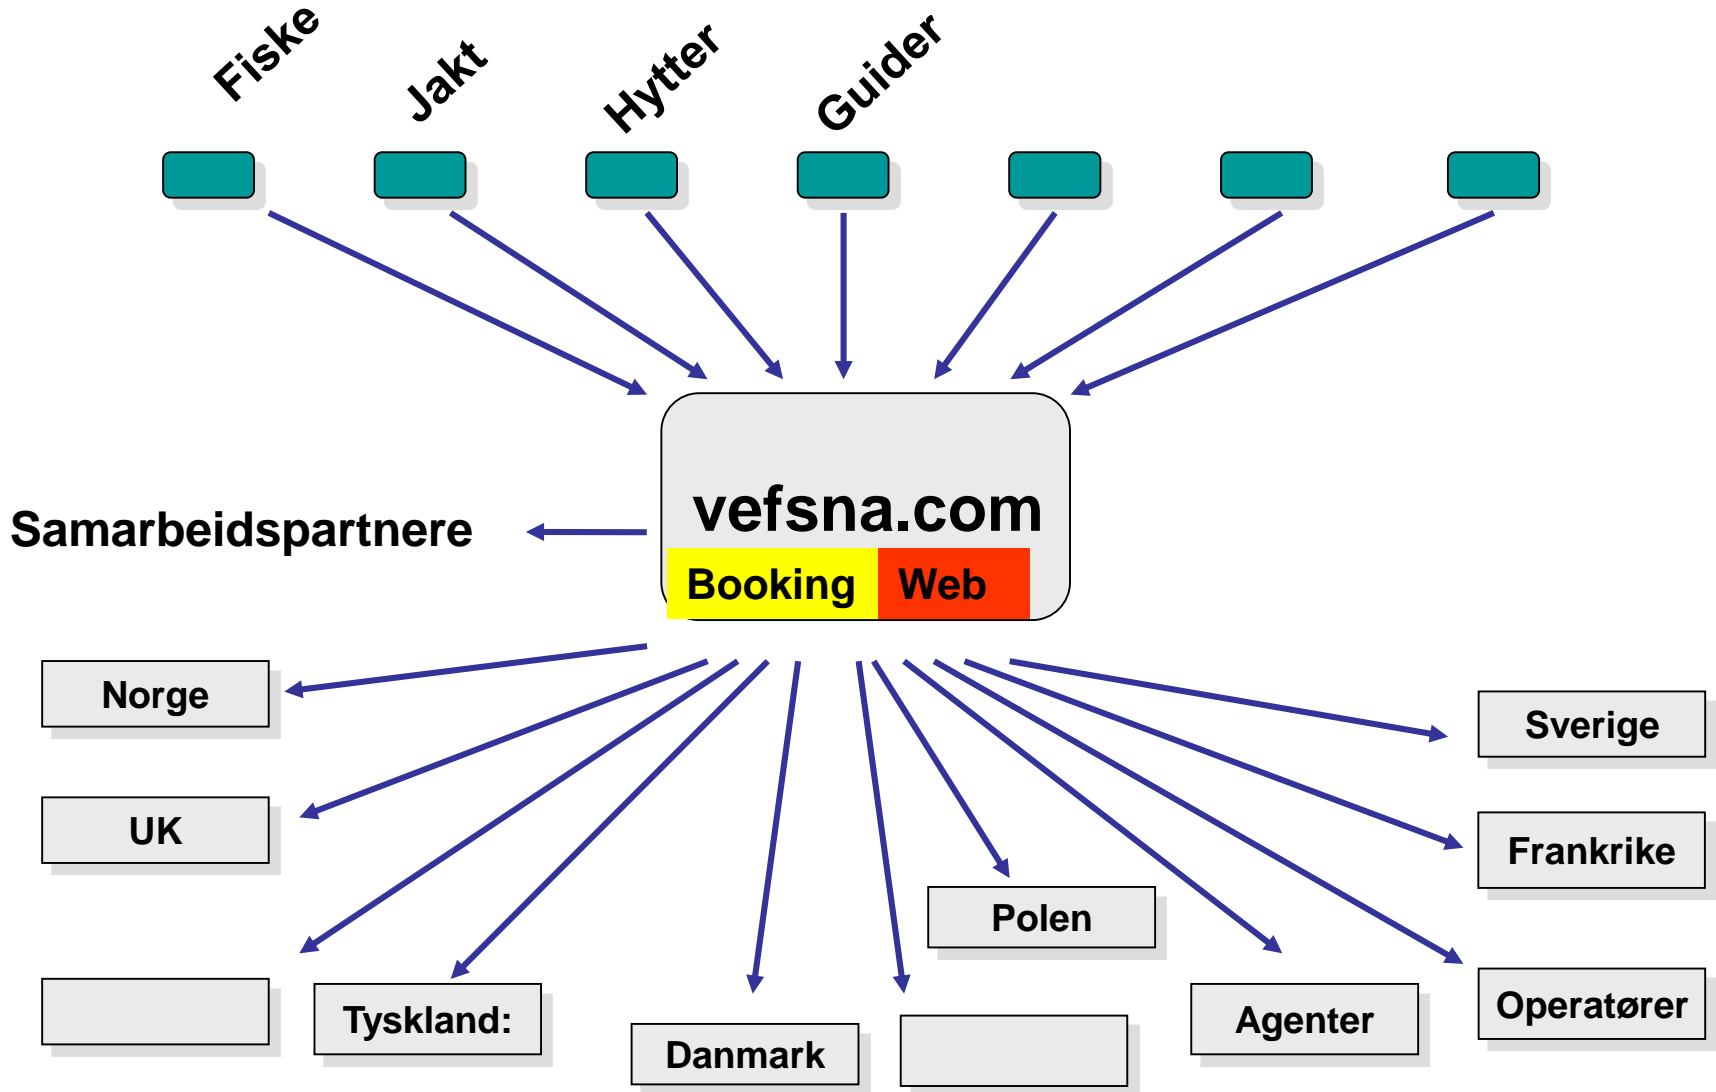 Fiske
Jakt
Hytter
Guider
vefsna.com
Samarbeidspartnere
Booking
Web
Norge
Sverige
UK
Frankrike
Polen
Tyskland:
Agenter
Operatører
Danmark